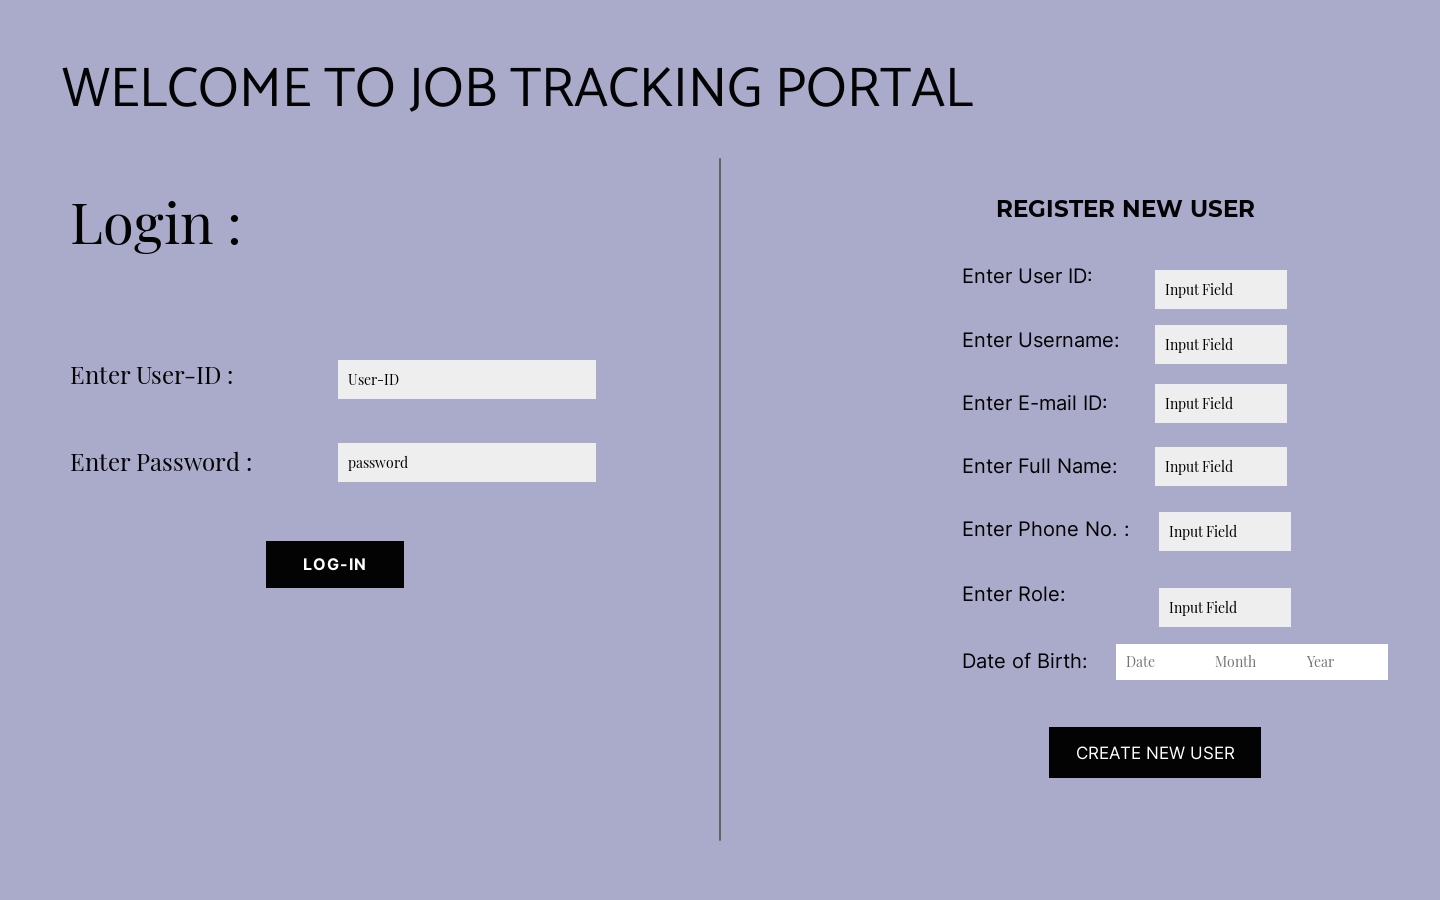 WELCOME TO JOB TRACKING PORTAL
Login :
Enter User-ID :
User-ID
Enter Password :
password
LOG-IN
REGISTER NEW USER
Enter User ID:
Input Field
Enter Username:
Input Field
Enter E-mail ID:
Input Field
Enter Full Name:
Input Field
Enter Phone No. :
Input Field
Enter Role:
Input Field
Date of Birth:
Date Month Year
CREATE NEW USER